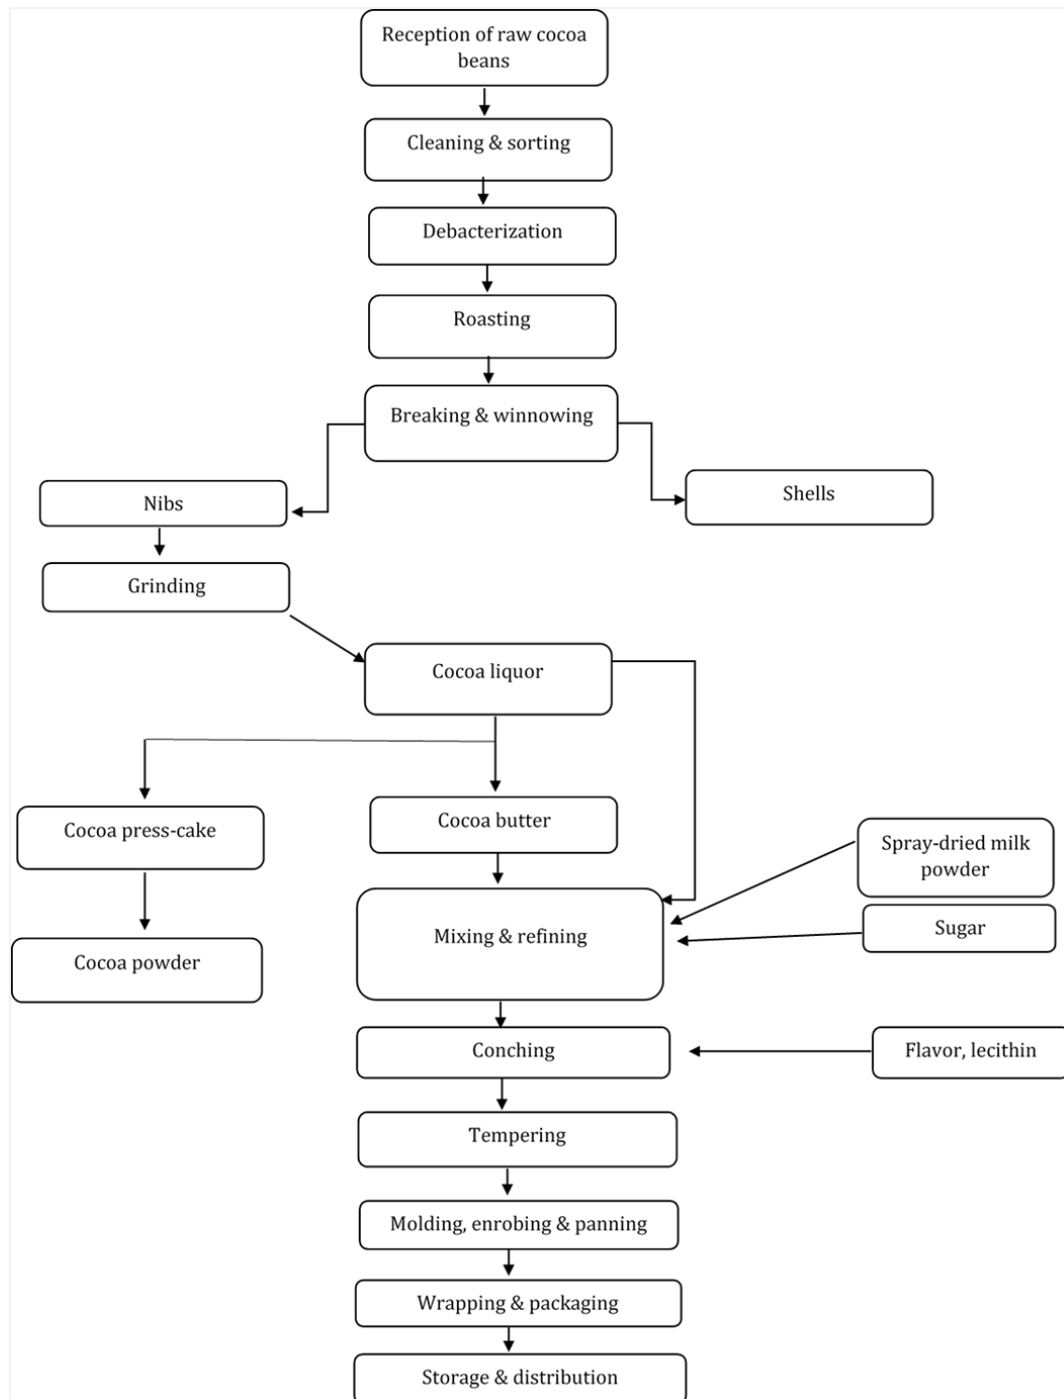 Reception of raw cocoa
beans
Cleaning & sorting
Debacterization
Roasting
Breaking & winnowing
Nibs
Shells
Grinding
Cocoa liquor
Cocoa press-cake
Cocoa butter
Spray-dried milk
powder
Mixing & refining
Sugar
Cocoa powder
Conching
Flavor, lecithin
Tempering
Molding, enrobing & panning
Wrapping & packaging
Storage & distribution